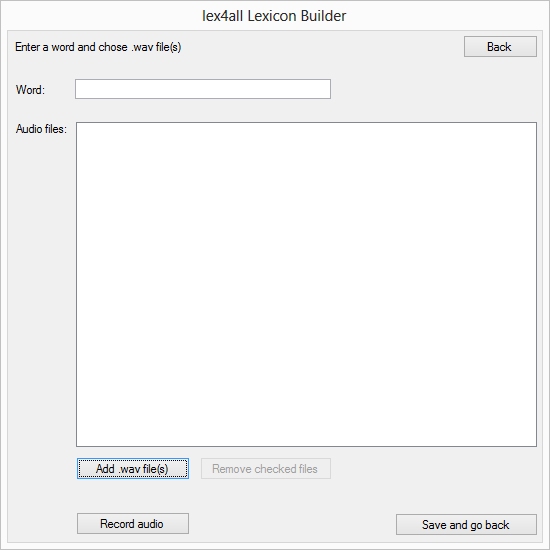 lex4all Lexicon Builder
Enter a word and chose .wav file(s)
Back
Word:
Audio files:
Add .wav file(s)
Remove checked files
Record audio
Save and go back